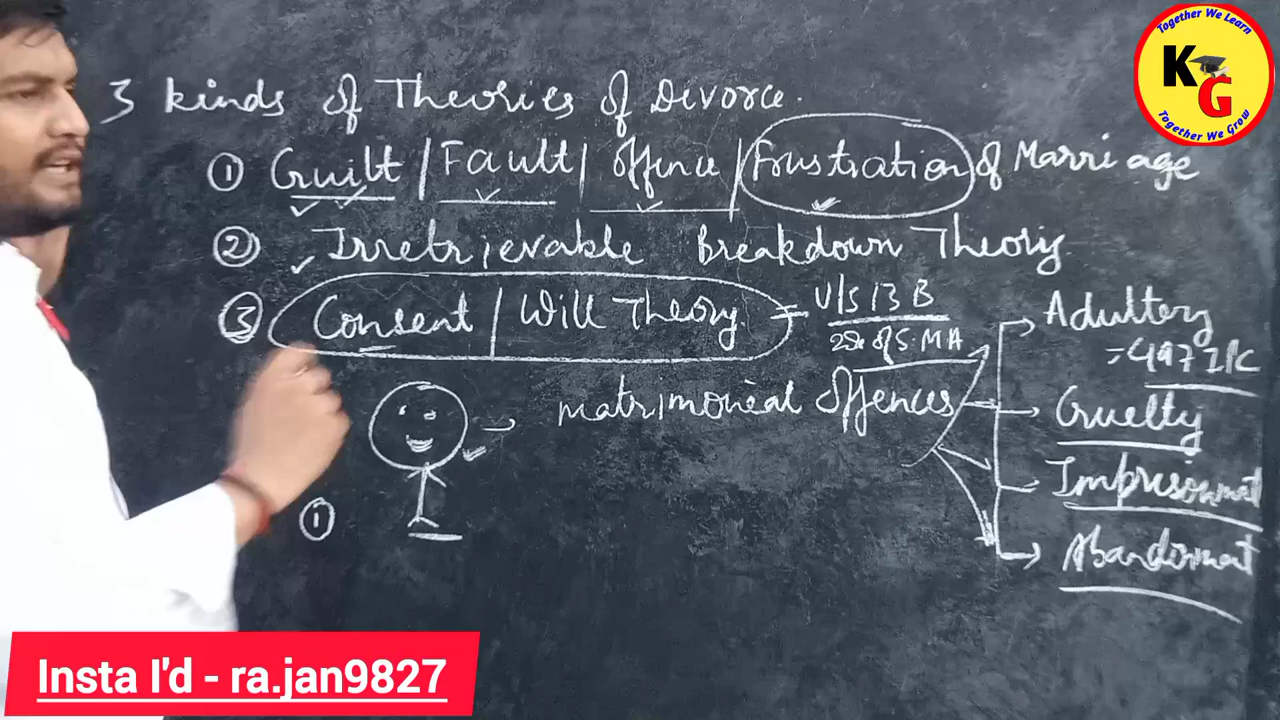 Together We Learn
KG
Together We Grow
3 kinds of Theories of Divorce.
① Guilt / Fault / Offence / Frustration of Marriage
② Irretrievable Breakdown Theory
③ Consent / Will Theory = U/S 13 B
28 of S.MA
Adultery
= 497 IPC
matrimonial offences
Cruelty
Imprisonmat
Abandonmat
①
Insta I'd - ra.jan9827